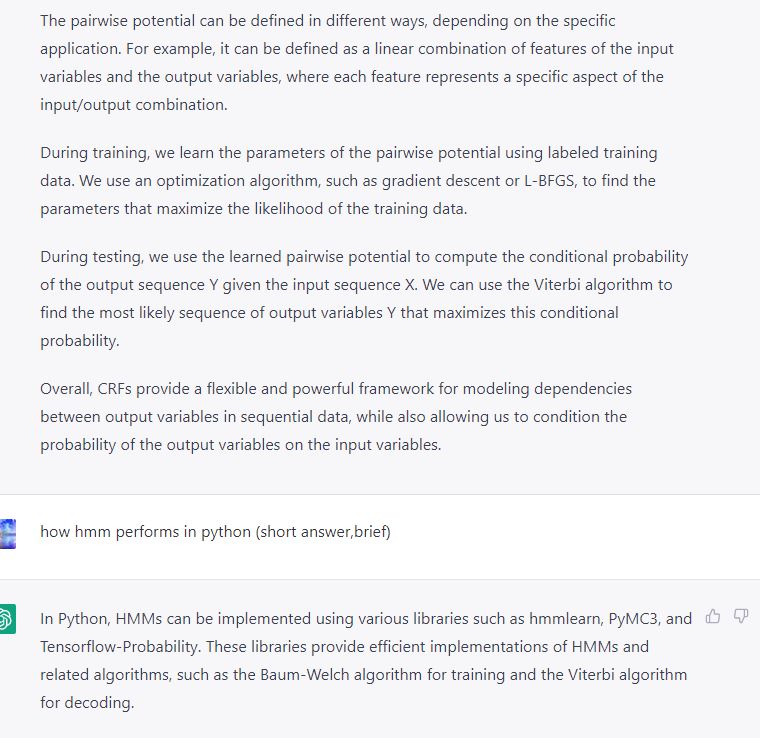 The pairwise potential can be defined in different ways, depending on the specific
application. For example, it can be defined as a linear combination of features of the input
variables and the output variables, where each feature represents a specific aspect of the
input/output combination.
During training, we learn the parameters of the pairwise potential using labeled training
data. We use an optimization algorithm, such as gradient descent or L-BFGS, to find the
parameters that maximize the likelihood of the training data.
During testing, we use the learned pairwise potential to compute the conditional probability
of the output sequence Y given the input sequence X. We can use the Viterbi algorithm to
find the most likely sequence of output variables Y that maximizes this conditional
probability.
Overall, CRFs provide a flexible and powerful framework for modeling dependencies
between output variables in sequential data, while also allowing us to condition the
probability of the output variables on the input variables.
how hmm performs in python (short answer,brief)
In Python, HMMs can be implemented using various libraries such as hmmlearn, PyMC3, and
Tensorflow-Probability. These libraries provide efficient implementations of HMMs and
related algorithms, such as the Baum-Welch algorithm for training and the Viterbi algorithm
for decoding.